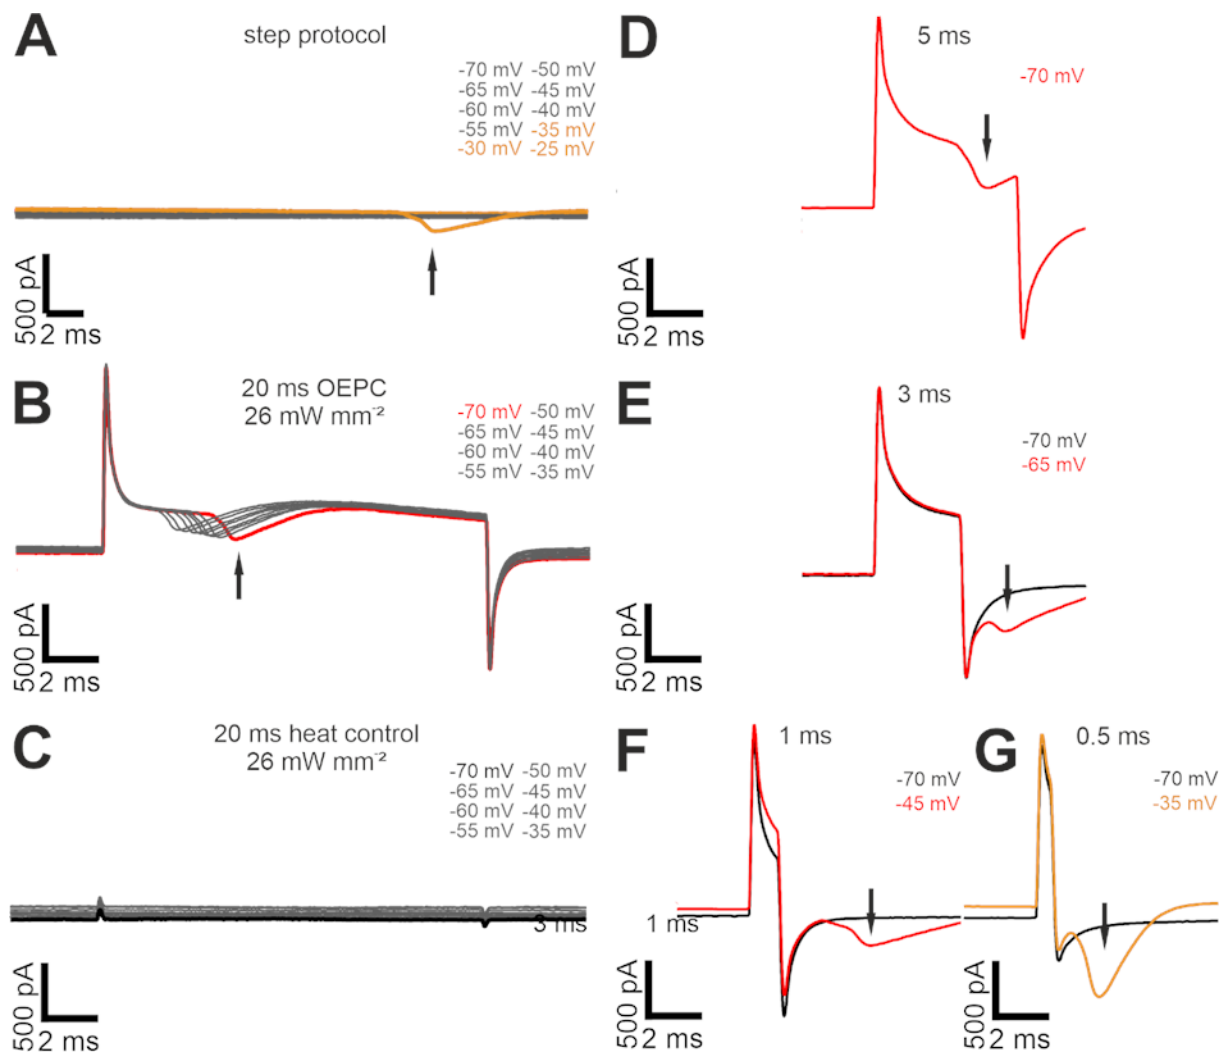 A
step protocol
-70 mV -50 mV
-65 mV -45 mV
-60 mV -40 mV
-55 mV -35 mV
-30 mV -25 mV
500 pA
2 ms
B
20 ms OEPC
26 mW mm⁻²
-70 mV -50 mV
-65 mV -45 mV
-60 mV -40 mV
-55 mV -35 mV
500 pA
2 ms
C
20 ms heat control
26 mW mm⁻²
-70 mV -50 mV
-65 mV -45 mV
-60 mV -40 mV
-55 mV -35 mV
3 ms
500 pA
2 ms
D
5 ms
-70 mV
500 pA
2 ms
E
3 ms
-70 mV
-65 mV
500 pA
2 ms
F
1 ms
-70 mV
-45 mV
1 ms
500 pA
2 ms
G
0.5 ms
-70 mV
-35 mV
500 pA
2 ms